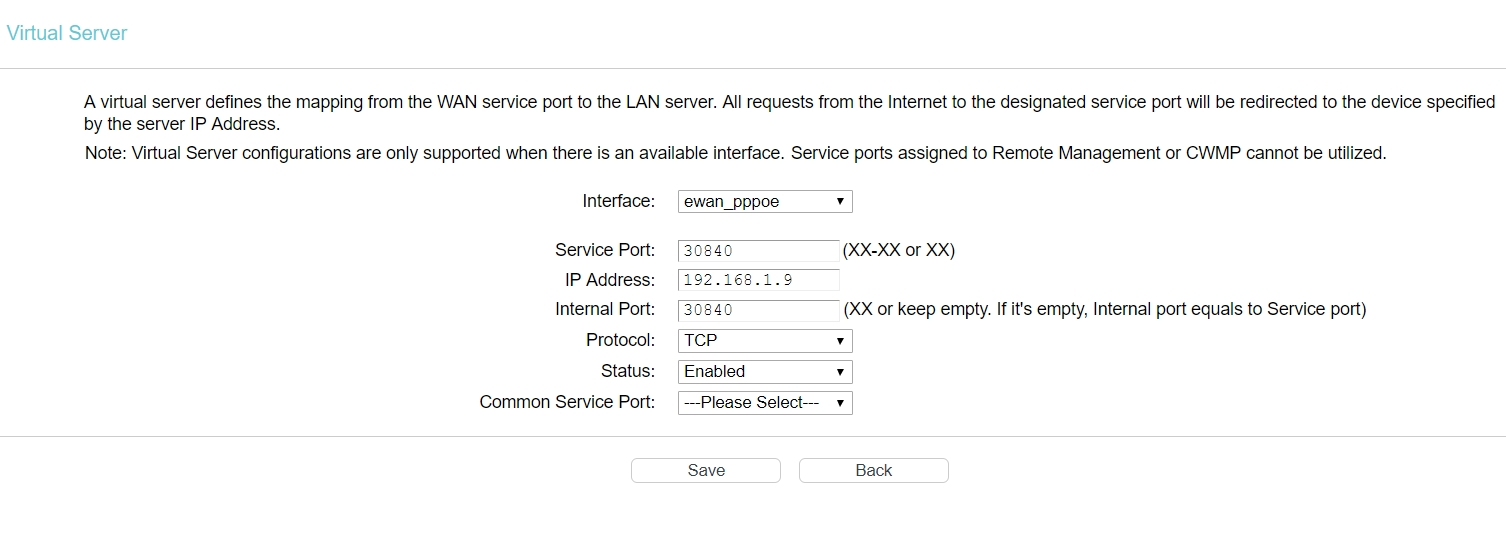 Virtual Server
A virtual server defines the mapping from the WAN service port to the LAN server. All requests from the Internet to the designated service port will be redirected to the device specified
by the server IP Address.
Note: Virtual Server configurations are only supported when there is an available interface. Service ports assigned to Remote Management or CWMP cannot be utilized.
Interface: ewan_pppoe
Service Port: 30840 (XX-XX or XX)
IP Address: 192.168.1.9
Internal Port: 30840 (XX or keep empty. If it's empty, Internal port equals to Service port)
Protocol: TCP
Status: Enabled
Common Service Port: ---Please Select---
Save Back